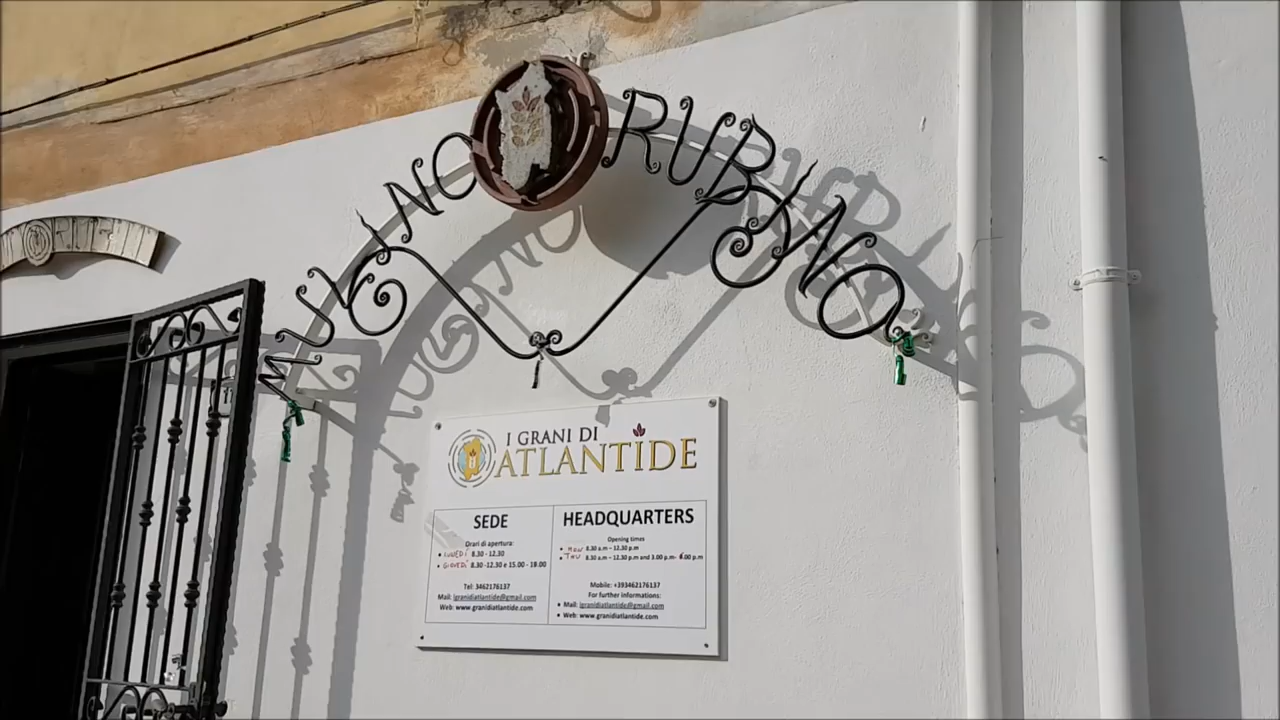 MULINO RUBINO
I GRANI DI
ATLANTIDE
SEDE
Orari di apertura:
• LUNEDÌ 8.30 - 12.30
• GIOVEDÌ 8.30 -12.30 e 15.00 - 18.00
Tel: 3462176137
Mail: igranidiatlantide@gmail.com
Web: www.granidiatlantide.com
HEADQUARTERS
Opening times
• MON 8.30 a.m – 12.30 p.m
• THU 8.30 a.m – 12.30 p.m and 3.00 p.m- 6.00 p.m
Mobile: +393462176137
For further informations:
• Mail: igranidiatlantide@gmail.com
• Web: www.granidiatlantide.com